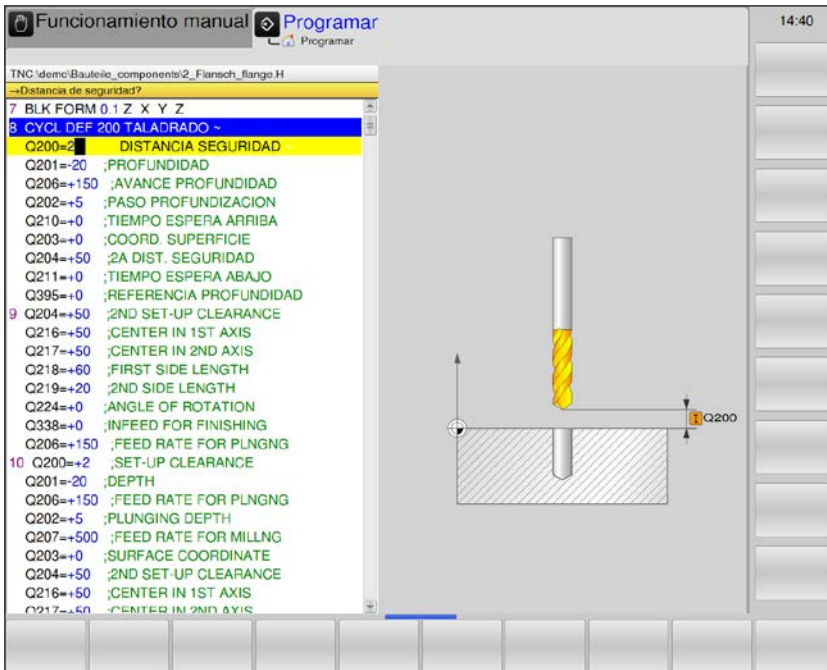 Funcionamiento manual
Programar
Programar
14:40
TNC:\demo\Bauteile_components\2_Flansch_flange.H
→Distancia de seguridad?
7 BLK FORM 0.1 Z X Y Z
8 CYCL DEF 200 TALADRADO ~
Q200=2 DISTANCIA SEGURIDAD
Q201=-20 ;PROFUNDIDAD
Q206=+150 ;AVANCE PROFUNDIDAD
Q202=+5 ;PASO PROFUNDIZACION
Q210=+0 ;TIEMPO ESPERA ARRIBA
Q203=+0 ;COORD. SUPERFICIE
Q204=+50 ;2A DIST. SEGURIDAD
Q211=+0 ;TIEMPO ESPERA ABAJO
Q395=+0 ;REFERENCIA PROFUNDIDAD
9 Q204=+50 ;2ND SET-UP CLEARANCE
Q216=+50 ;CENTER IN 1ST AXIS
Q217=+50 ;CENTER IN 2ND AXIS
Q218=+60 ;FIRST SIDE LENGTH
Q219=+20 ;2ND SIDE LENGTH
Q224=+0 ;ANGLE OF ROTATION
Q338=+0 ;INFEED FOR FINISHING
Q206=+150 ;FEED RATE FOR PLNGNG
10 Q200=+2 ;SET-UP CLEARANCE
Q201=-20 ;DEPTH
Q206=+150 ;FEED RATE FOR PLNGNG
Q202=+5 ;PLUNGING DEPTH
Q207=+500 ;FEED RATE FOR MILLNG
Q203=+0 ;SURFACE COORDINATE
Q204=+50 ;2ND SET-UP CLEARANCE
Q216=+50 ;CENTER IN 1ST AXIS
Q217=+50 ;CENTER IN 2ND AXIS
Q200